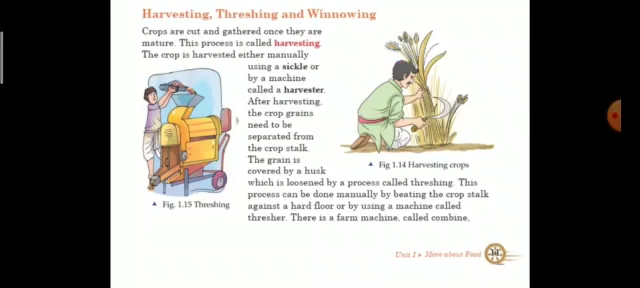 Harvesting, Threshing and Winnowing
Crops are cut and gathered once they are
mature. This process is called harvesting.
The crop is harvested either manually
using a sickle or
by a machine
called a harvester.
After harvesting,
the crop grains
need to be
separated from
the crop stalk.
The grain is
covered by a husk
which is loosened by a process called threshing. This
process can be done manually by beating the crop stalk
against a hard floor or by using a machine called
thresher. There is a farm machine, called combine,
▲ Fig 1.14 Harvesting crops
▲ Fig. 1.15 Threshing
Unit 1 ▸ More about Food